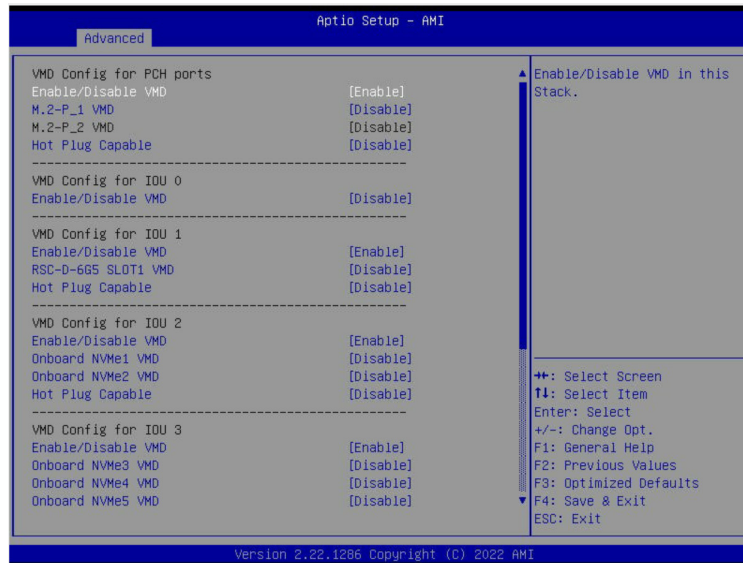 Aptio Setup – AMI
Advanced
VMD Config for PCH ports
Enable/Disable VMD [Enable]
M.2-P_1 VMD [Disable]
M.2-P_2 VMD [Disable]
Hot Plug Capable [Disable]
------------------------------------------------
VMD Config for IOU 0
Enable/Disable VMD [Disable]
------------------------------------------------
VMD Config for IOU 1
Enable/Disable VMD [Enable]
RSC-D-6G5 SLOT1 VMD [Disable]
Hot Plug Capable [Disable]
------------------------------------------------
VMD Config for IOU 2
Enable/Disable VMD [Enable]
Onboard NVMe1 VMD [Disable]
Onboard NVMe2 VMD [Disable]
Hot Plug Capable [Disable]
------------------------------------------------
VMD Config for IOU 3
Enable/Disable VMD [Enable]
Onboard NVMe3 VMD [Disable]
Onboard NVMe4 VMD [Disable]
Onboard NVMe5 VMD [Disable]
Enable/Disable VMD in this
Stack.
→←: Select Screen
↑↓: Select Item
Enter: Select
+/-: Change Opt.
F1: General Help
F2: Previous Values
F3: Optimized Defaults
F4: Save & Exit
ESC: Exit
Version 2.22.1286 Copyright (C) 2022 AMI